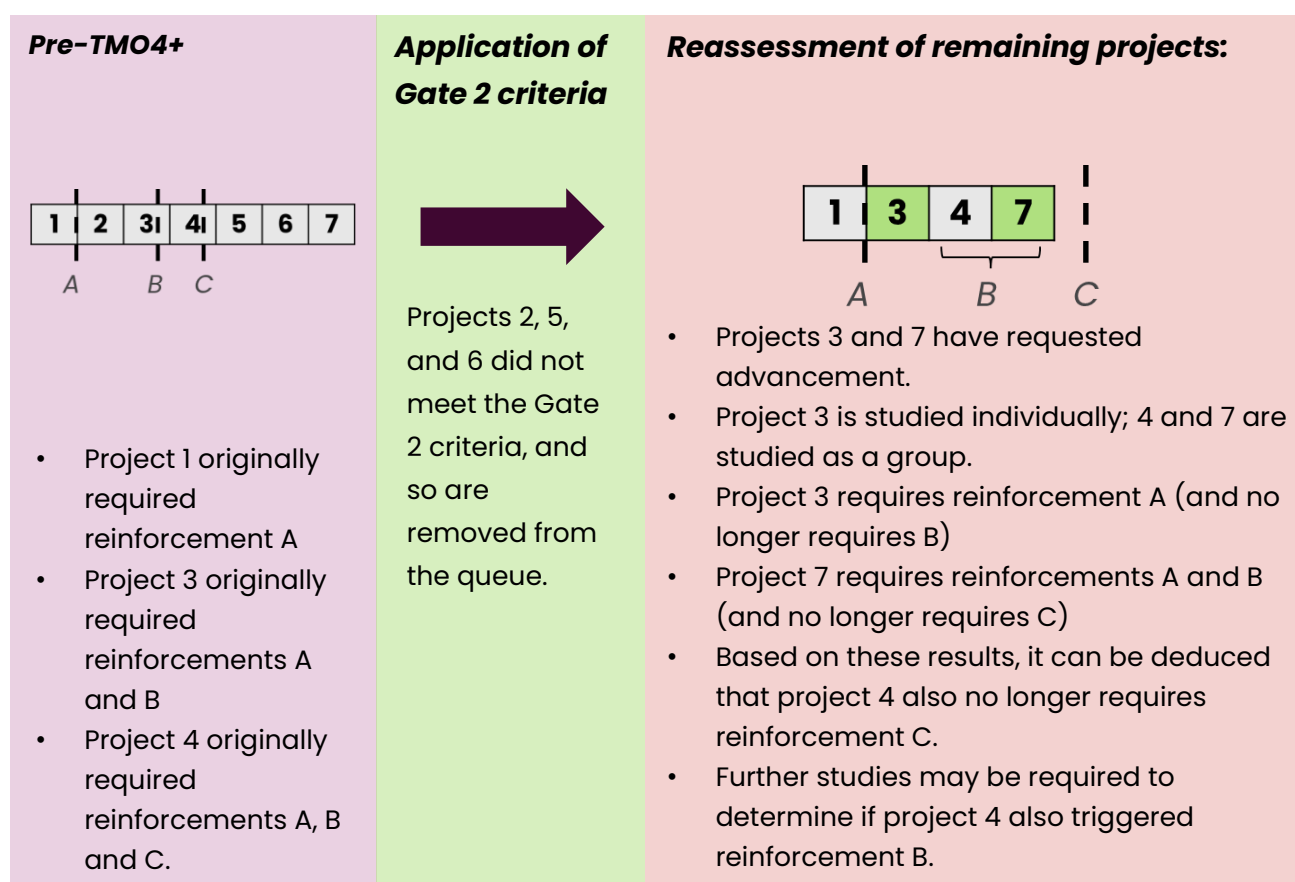 Pre-TMO4+
1 2 3 4 5 6 7
A B C
• Project 1 originally
required
reinforcement A
• Project 3 originally
required
reinforcements A
and B
• Project 4 originally
required
reinforcements A, B
and C.
Application of
Gate 2 criteria
Projects 2, 5,
and 6 did not
meet the Gate
2 criteria, and
so are
removed from
the queue.
Reassessment of remaining projects:
1 3 4 7
A B C
• Projects 3 and 7 have requested
advancement.
• Project 3 is studied individually; 4 and 7 are
studied as a group.
• Project 3 requires reinforcement A (and no
longer requires B)
• Project 7 requires reinforcements A and B
(and no longer requires C)
• Based on these results, it can be deduced
that project 4 also no longer requires
reinforcement C.
• Further studies may be required to
determine if project 4 also triggered
reinforcement B.